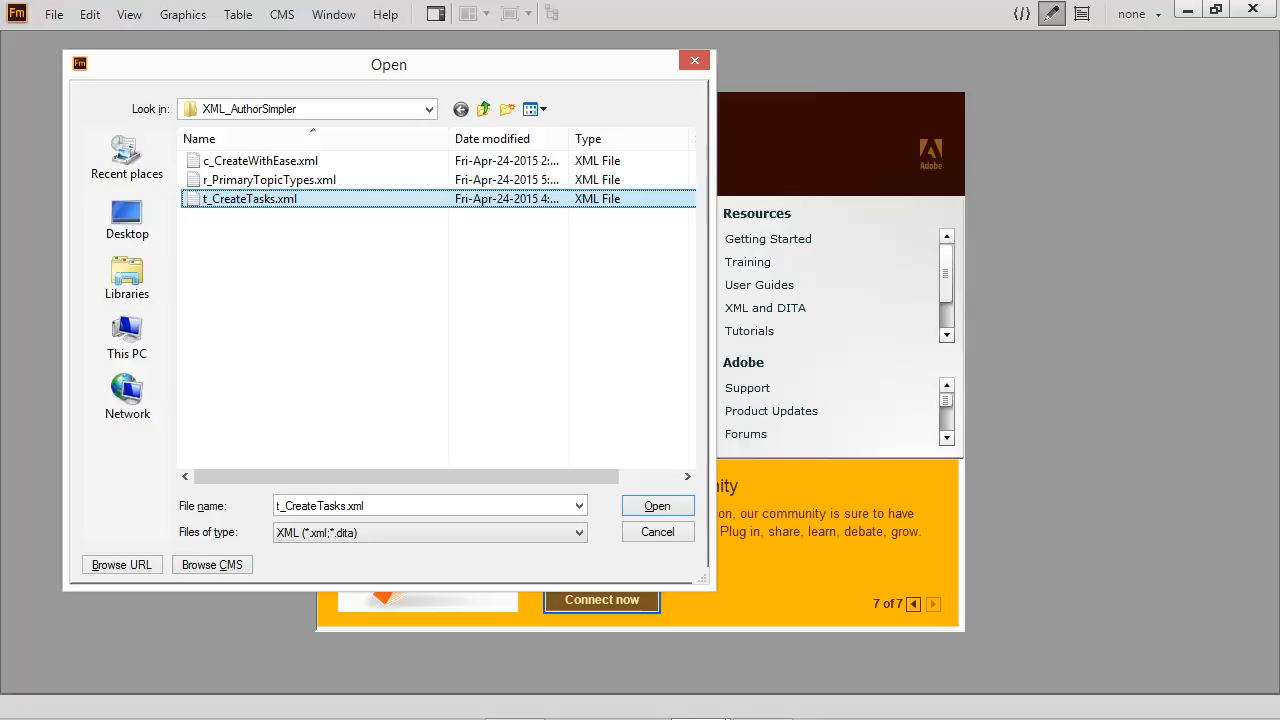 Fm File Edit View Graphics Table CMS Window Help none
Open
Look in: XML_AuthorSimpler
Name Date modified Type
c_CreateWithEase.xml Fri-Apr-24-2015 2:... XML File
r_PrimaryTopicTypes.xml Fri-Apr-24-2015 5:... XML File
t_CreateTasks.xml Fri-Apr-24-2015 4:... XML File
Recent places
Desktop
Libraries
This PC
Network
File name: t_CreateTasks.xml Open
Files of type: XML (*.xml;*.dita) Cancel
Browse URL Browse CMS
Adobe
Resources
Getting Started
Training
User Guides
XML and DITA
Tutorials
Adobe
Support
Product Updates
Forums
ity
on, our community is sure to have
Plug in, share, learn, debate, grow.
Connect now
7 of 7